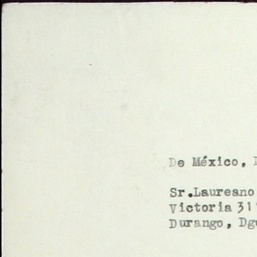 De México,
Sr.Laureano
Victoria 31
Durango, Dg